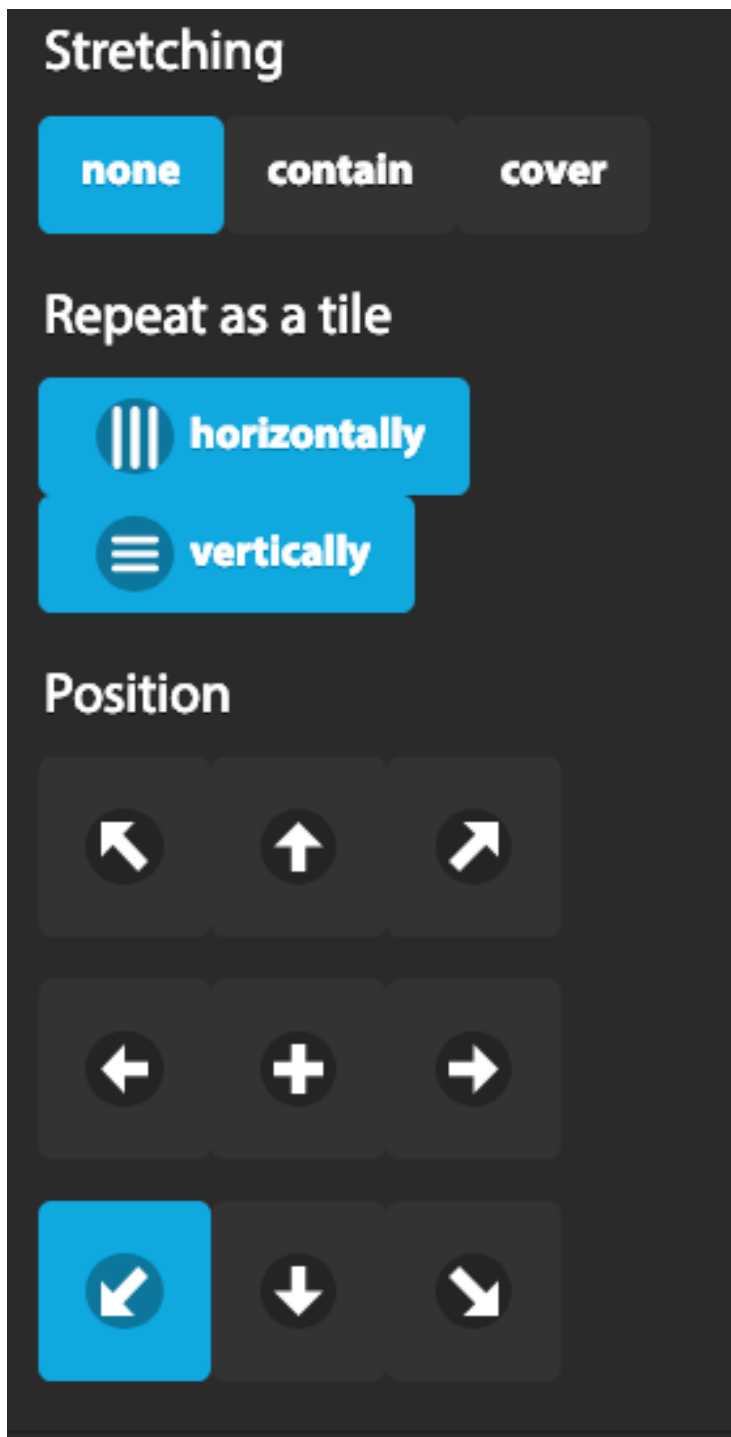 Stretching
none contain cover
Repeat as a tile
horizontally
vertically
Position